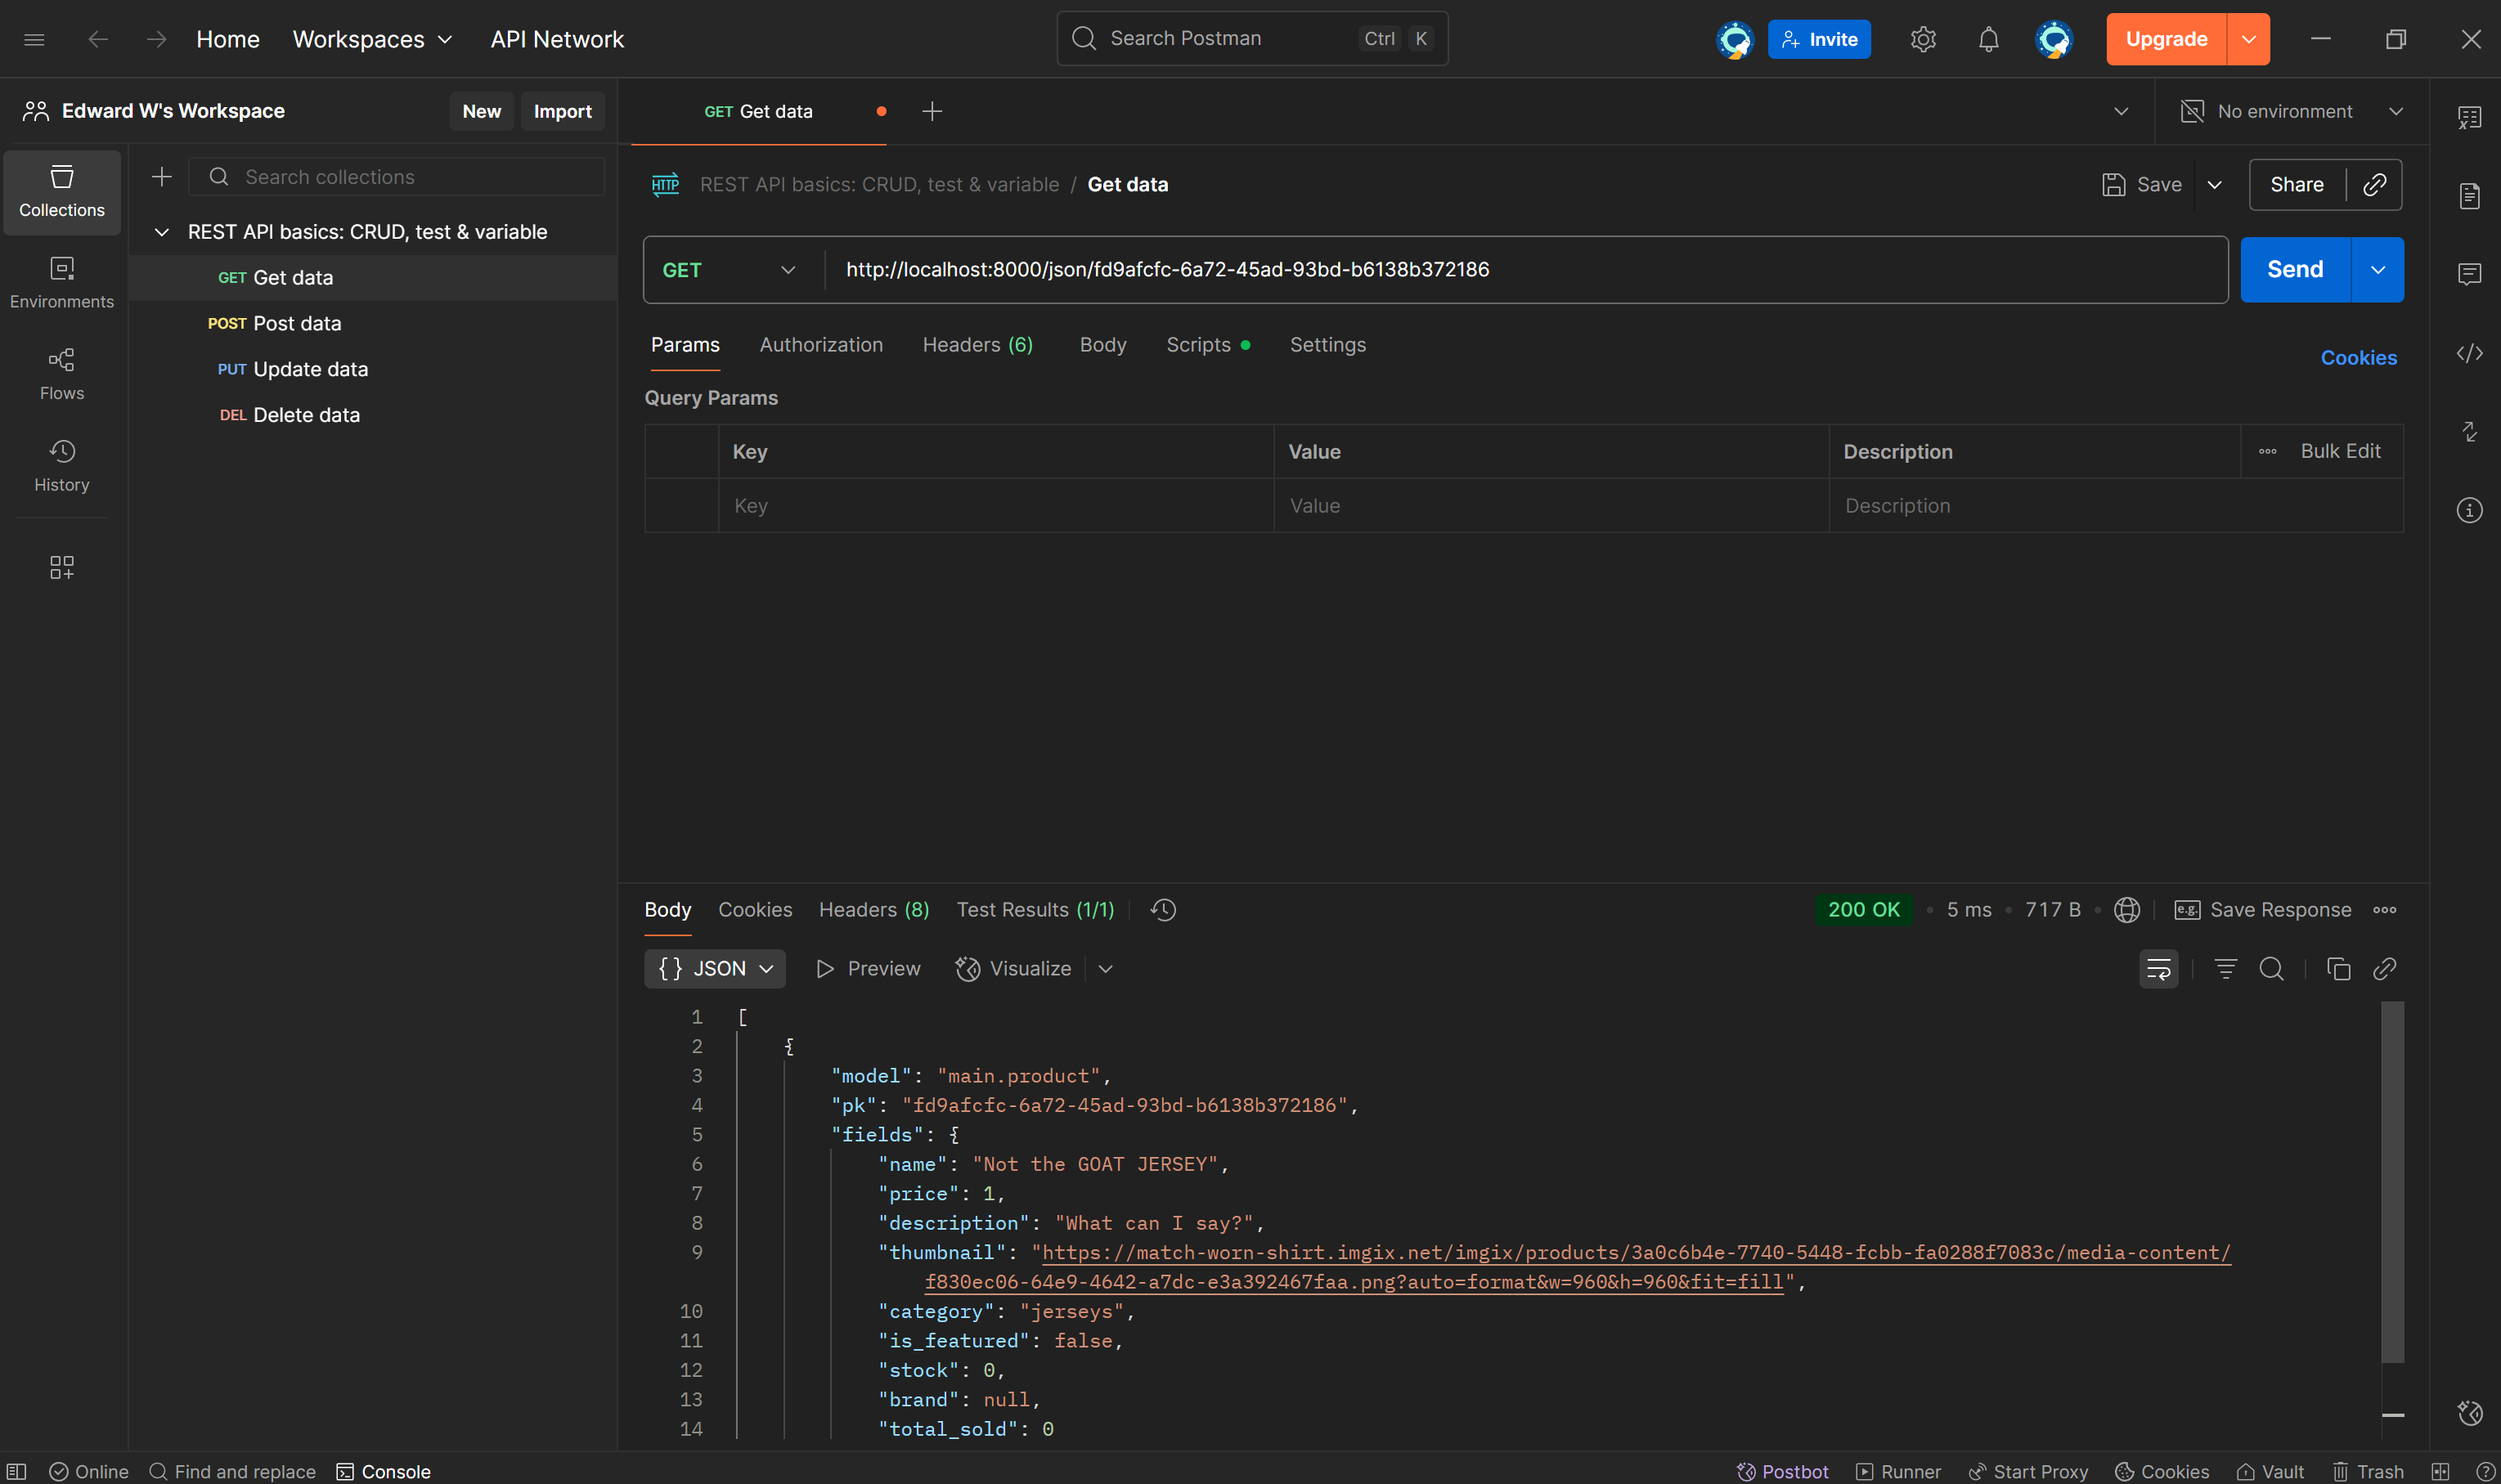 Home Workspaces API Network Search Postman Ctrl K Invite Upgrade
Edward W's Workspace New Import
GET Get data No environment
Collections
Environments
Flows
History
Search collections
REST API basics: CRUD, test & variable
GET Get data
POST Post data
PUT Update data
DEL Delete data
HTTP REST API basics: CRUD, test & variable / Get data Save Share
GET http://localhost:8000/json/fd9afcfc-6a72-45ad-93bd-b6138b372186 Send
Params Authorization Headers (6) Body Scripts Settings Cookies
Query Params
Key Value Description Bulk Edit
Key Value Description
Body Cookies Headers (8) Test Results (1/1) 200 OK 5 ms 717 B e.g. Save Response
{} JSON Preview Visualize
1 [
2 {
3 "model": "main.product",
4 "pk": "fd9afcfc-6a72-45ad-93bd-b6138b372186",
5 "fields": {
6 "name": "Not the GOAT JERSEY",
7 "price": 1,
8 "description": "What can I say?",
9 "thumbnail": "https://match-worn-shirt.imgix.net/imgix/products/3a0c6b4e-7740-5448-fcbb-fa0288f7083c/media-content/
f830ec06-64e9-4642-a7dc-e3a392467faa.png?auto=format&w=960&h=960&fit=fill",
10 "category": "jerseys",
11 "is_featured": false,
12 "stock": 0,
13 "brand": null,
14 "total_sold": 0
Online Find and replace Console Postbot Runner Start Proxy Cookies Vault Trash